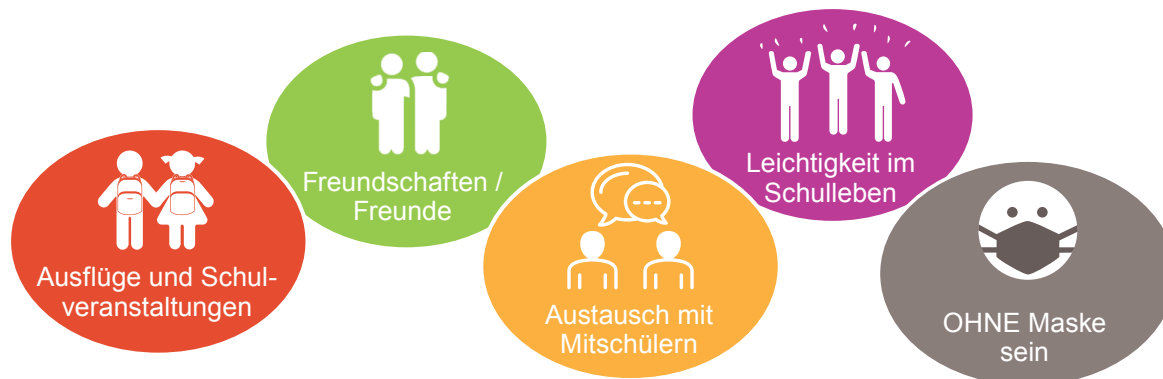 Ausflüge und Schul-
veranstaltungen
Freundschaften /
Freunde
Austausch mit
Mitschülern
Leichtigkeit im
Schulleben
OHNE Maske
sein